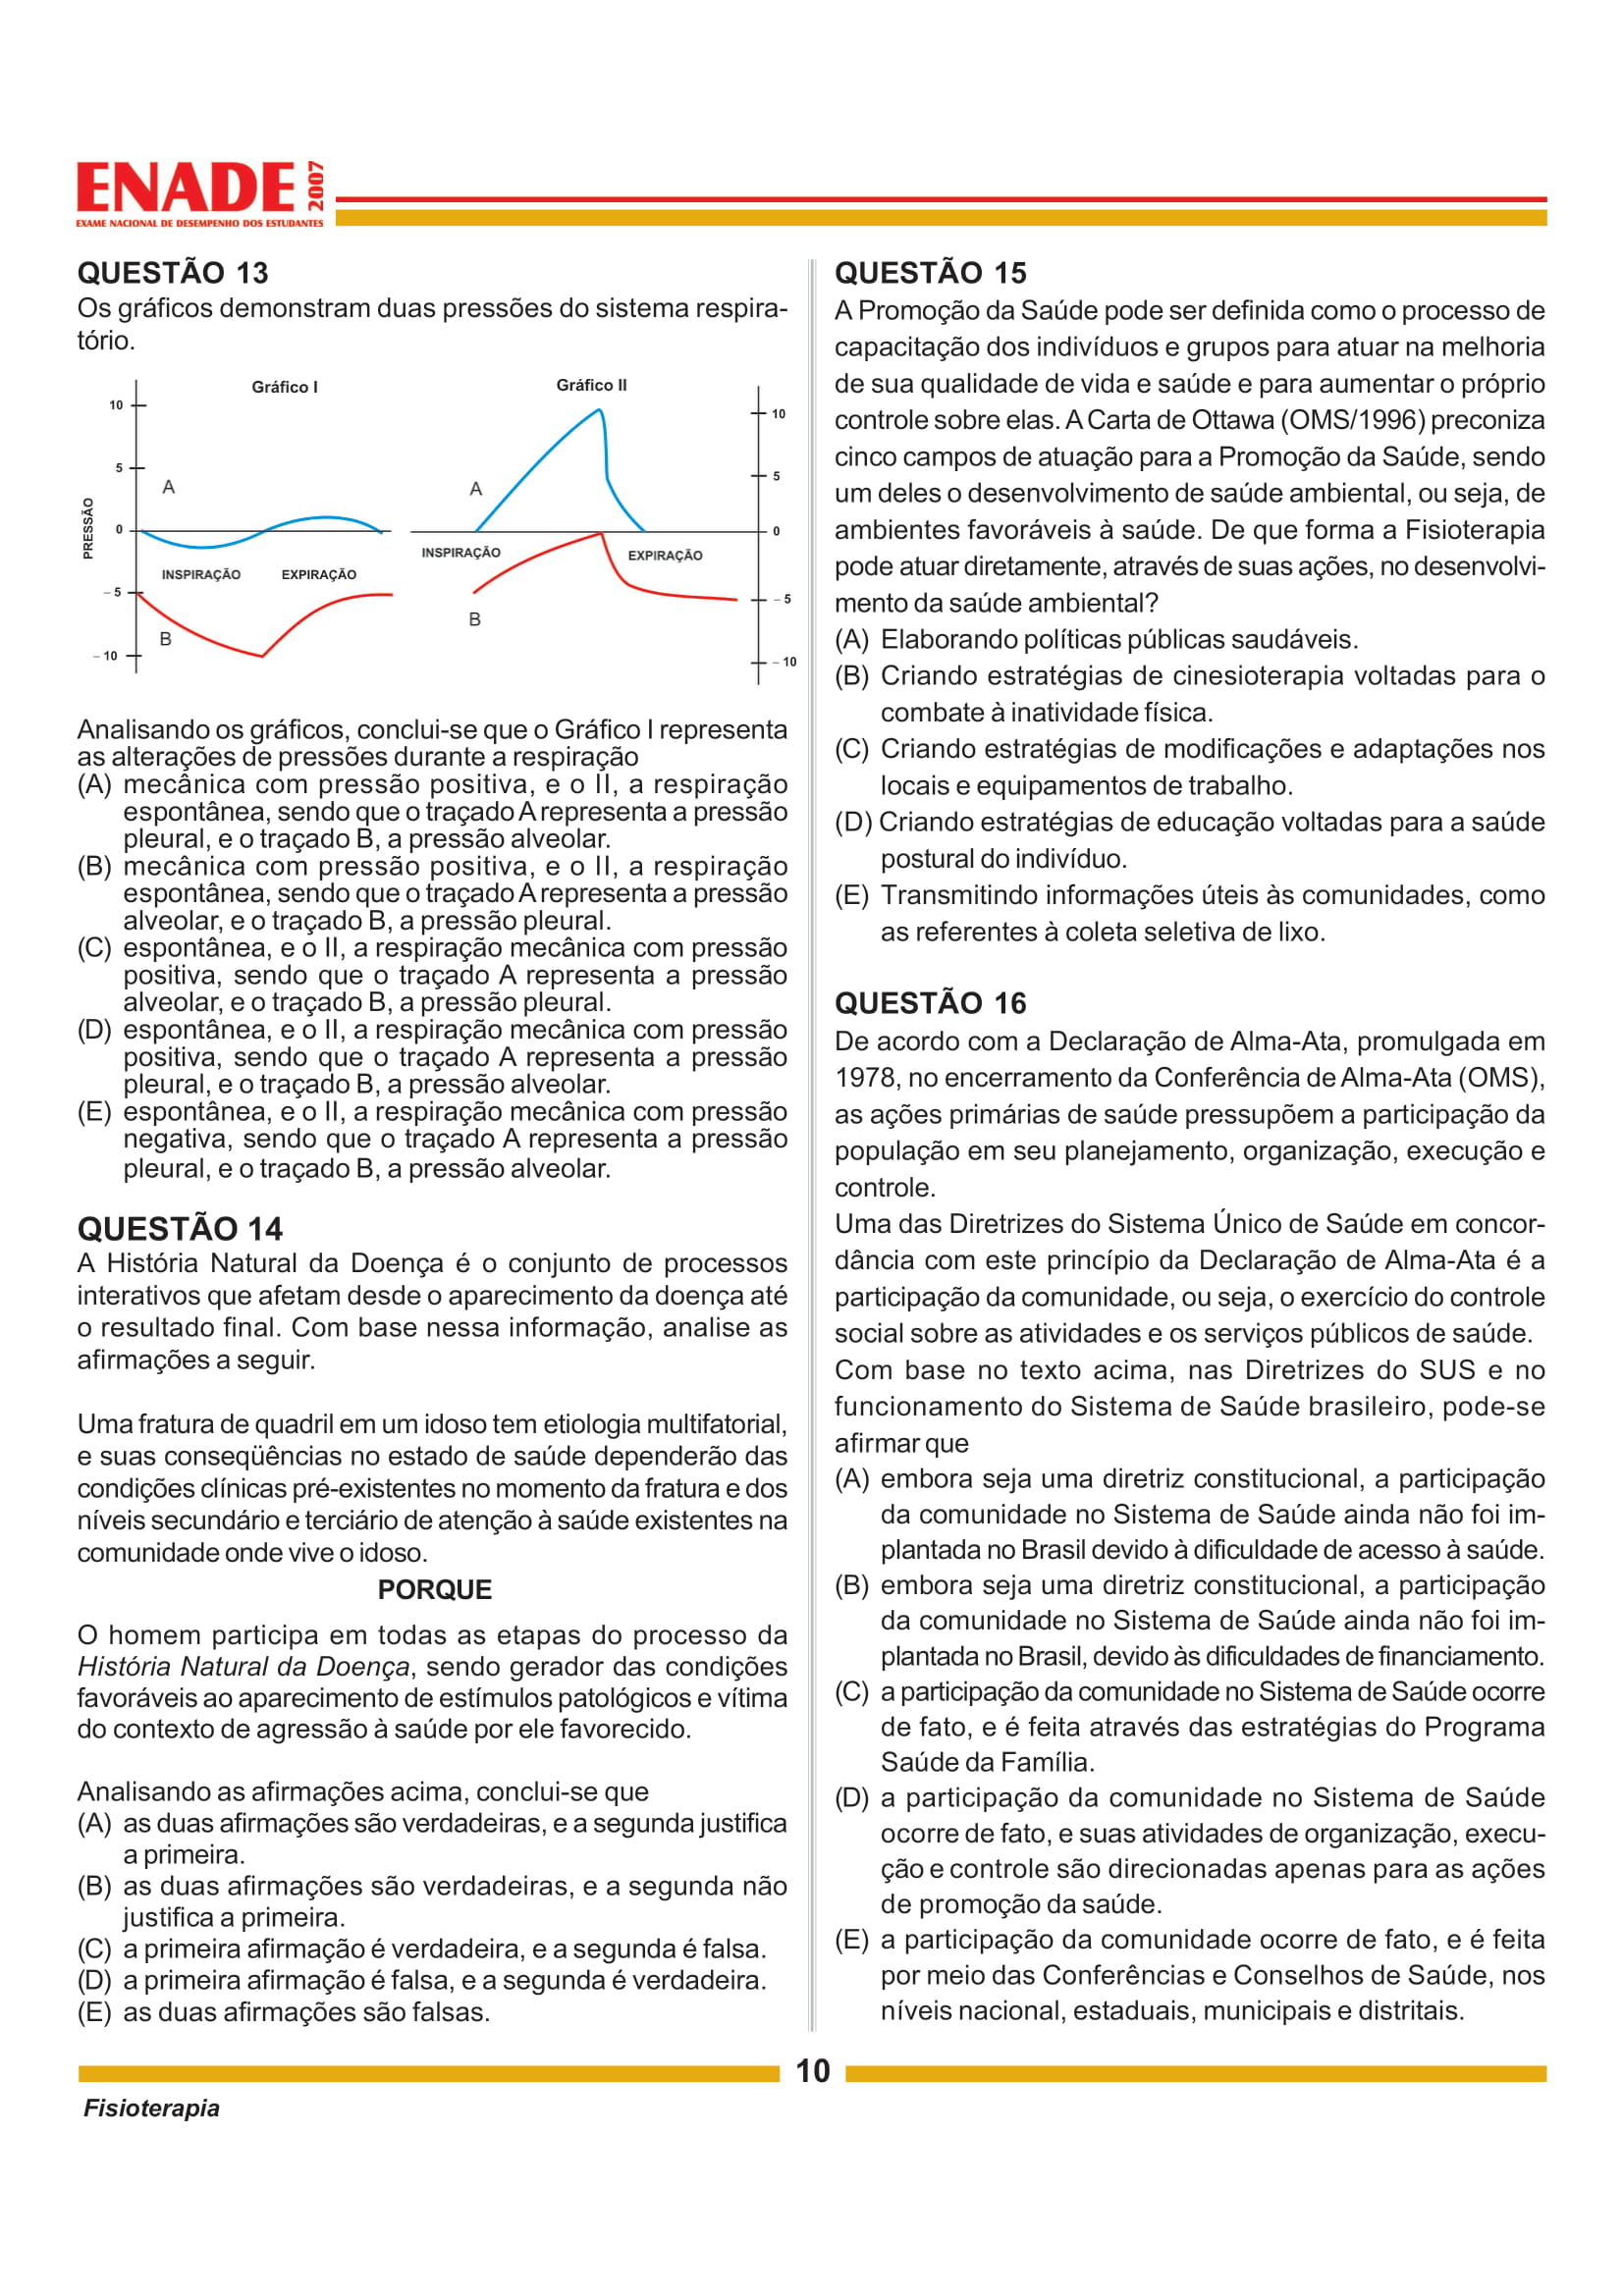 ENADE 2007
EXAME NACIONAL DE DESEMPENHO DOS ESTUDANTES
QUESTÃO 13
Os gráficos demonstram duas pressões do sistema respira-
tório.
Gráfico I
10
5
0
– 5
– 10
PRESSÃO
A
INSPIRAÇÃO
EXPIRAÇÃO
B
Gráfico II
10
5
0
– 5
– 10
A
INSPIRAÇÃO
EXPIRAÇÃO
B
Analisando os gráficos, conclui-se que o Gráfico I representa
as alterações de pressões durante a respiração
(A) mecânica com pressão positiva, e o II, a respiração
espontânea, sendo que o traçado A representa a pressão
pleural, e o traçado B, a pressão alveolar.
(B) mecânica com pressão positiva, e o II, a respiração
espontânea, sendo que o traçado A representa a pressão
alveolar, e o traçado B, a pressão pleural.
(C) espontânea, e o II, a respiração mecânica com pressão
positiva, sendo que o traçado A representa a pressão
alveolar, e o traçado B, a pressão pleural.
(D) espontânea, e o II, a respiração mecânica com pressão
positiva, sendo que o traçado A representa a pressão
pleural, e o traçado B, a pressão alveolar.
(E) espontânea, e o II, a respiração mecânica com pressão
negativa, sendo que o traçado A representa a pressão
pleural, e o traçado B, a pressão alveolar.
QUESTÃO 14
A História Natural da Doença é o conjunto de processos
interativos que afetam desde o aparecimento da doença até
o resultado final. Com base nessa informação, analise as
afirmações a seguir.
Uma fratura de quadril em um idoso tem etiologia multifatorial,
e suas conseqüências no estado de saúde dependerão das
condições clínicas pré-existentes no momento da fratura e dos
níveis secundário e terciário de atenção à saúde existentes na
comunidade onde vive o idoso.
PORQUE
O homem participa em todas as etapas do processo da
História Natural da Doença, sendo gerador das condições
favoráveis ao aparecimento de estímulos patológicos e vítima
do contexto de agressão à saúde por ele favorecido.
Analisando as afirmações acima, conclui-se que
(A) as duas afirmações são verdadeiras, e a segunda justifica
a primeira.
(B) as duas afirmações são verdadeiras, e a segunda não
justifica a primeira.
(C) a primeira afirmação é verdadeira, e a segunda é falsa.
(D) a primeira afirmação é falsa, e a segunda é verdadeira.
(E) as duas afirmações são falsas.
QUESTÃO 15
A Promoção da Saúde pode ser definida como o processo de
capacitação dos indivíduos e grupos para atuar na melhoria
de sua qualidade de vida e saúde e para aumentar o próprio
controle sobre elas. A Carta de Ottawa (OMS/1996) preconiza
cinco campos de atuação para a Promoção da Saúde, sendo
um deles o desenvolvimento de saúde ambiental, ou seja, de
ambientes favoráveis à saúde. De que forma a Fisioterapia
pode atuar diretamente, através de suas ações, no desenvolvi-
mento da saúde ambiental?
(A) Elaborando políticas públicas saudáveis.
(B) Criando estratégias de cinesioterapia voltadas para o
combate à inatividade física.
(C) Criando estratégias de modificações e adaptações nos
locais e equipamentos de trabalho.
(D) Criando estratégias de educação voltadas para a saúde
postural do indivíduo.
(E) Transmitindo informações úteis às comunidades, como
as referentes à coleta seletiva de lixo.
QUESTÃO 16
De acordo com a Declaração de Alma-Ata, promulgada em
1978, no encerramento da Conferência de Alma-Ata (OMS),
as ações primárias de saúde pressupõem a participação da
população em seu planejamento, organização, execução e
controle.
Uma das Diretrizes do Sistema Único de Saúde em concor-
dância com este princípio da Declaração de Alma-Ata é a
participação da comunidade, ou seja, o exercício do controle
social sobre as atividades e os serviços públicos de saúde.
Com base no texto acima, nas Diretrizes do SUS e no
funcionamento do Sistema de Saúde brasileiro, pode-se
afirmar que
(A) embora seja uma diretriz constitucional, a participação
da comunidade no Sistema de Saúde ainda não foi im-
plantada no Brasil devido à dificuldade de acesso à saúde.
(B) embora seja uma diretriz constitucional, a participação
da comunidade no Sistema de Saúde ainda não foi im-
plantada no Brasil, devido às dificuldades de financiamento.
(C) a participação da comunidade no Sistema de Saúde ocorre
de fato, e é feita através das estratégias do Programa
Saúde da Família.
(D) a participação da comunidade no Sistema de Saúde
ocorre de fato, e suas atividades de organização, execu-
ção e controle são direcionadas apenas para as ações
de promoção da saúde.
(E) a participação da comunidade ocorre de fato, e é feita
por meio das Conferências e Conselhos de Saúde, nos
níveis nacional, estaduais, municipais e distritais.
10
Fisioterapia